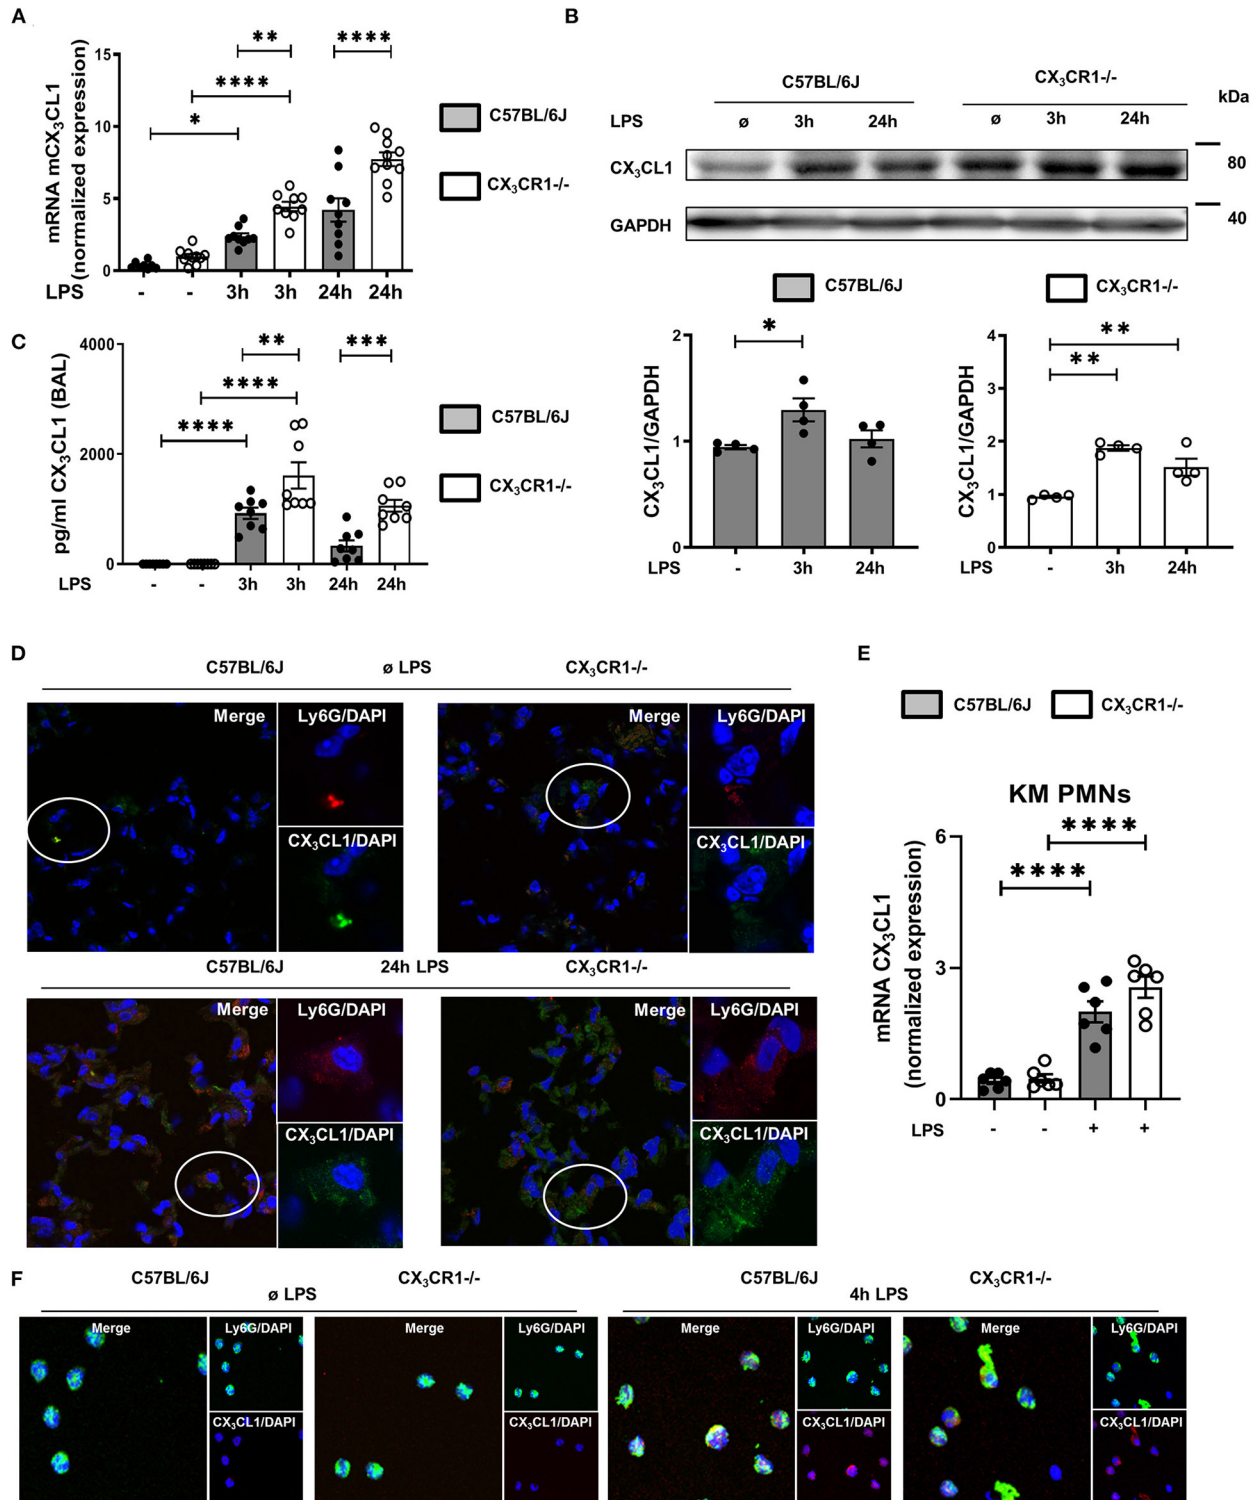 A
mRNA mCX₃CL1
(normalized expression)
15
10
5
0
*
****
**
****
LPS - - 3h 3h 24h 24h
C57BL/6J
CX₃CR1-/-
B
C57BL/6J CX₃CR1-/-
kDa
LPS ø 3h 24h ø 3h 24h
CX₃CL1 80
GAPDH 40
C57BL/6J
CX₃CL1/GAPDH
2
1
0
*
LPS - 3h 24h
CX₃CR1-/-
CX₃CL1/GAPDH
4
3
2
1
0
**
**
LPS - 3h 24h
C
pg/ml CX₃CL1 (BAL)
4000
2000
0
****
****
**
***
LPS - - 3h 3h 24h 24h
C57BL/6J
CX₃CR1-/-
D
C57BL/6J ø LPS CX₃CR1-/-
Merge Ly6G/DAPI Merge Ly6G/DAPI
CX₃CL1/DAPI CX₃CL1/DAPI
C57BL/6J 24h LPS CX₃CR1-/-
Merge Ly6G/DAPI Merge Ly6G/DAPI
CX₃CL1/DAPI CX₃CL1/DAPI
E
C57BL/6J CX₃CR1-/-
KM PMNs
mRNA CX₃CL1
(normalized expression)
6
3
0
****
****
LPS - - + +
F
C57BL/6J CX₃CR1-/- C57BL/6J CX₃CR1-/-
ø LPS 4h LPS
Merge Ly6G/DAPI Merge Ly6G/DAPI Merge Ly6G/DAPI Merge Ly6G/DAPI
CX₃CL1/DAPI CX₃CL1/DAPI CX₃CL1/DAPI CX₃CL1/DAPI